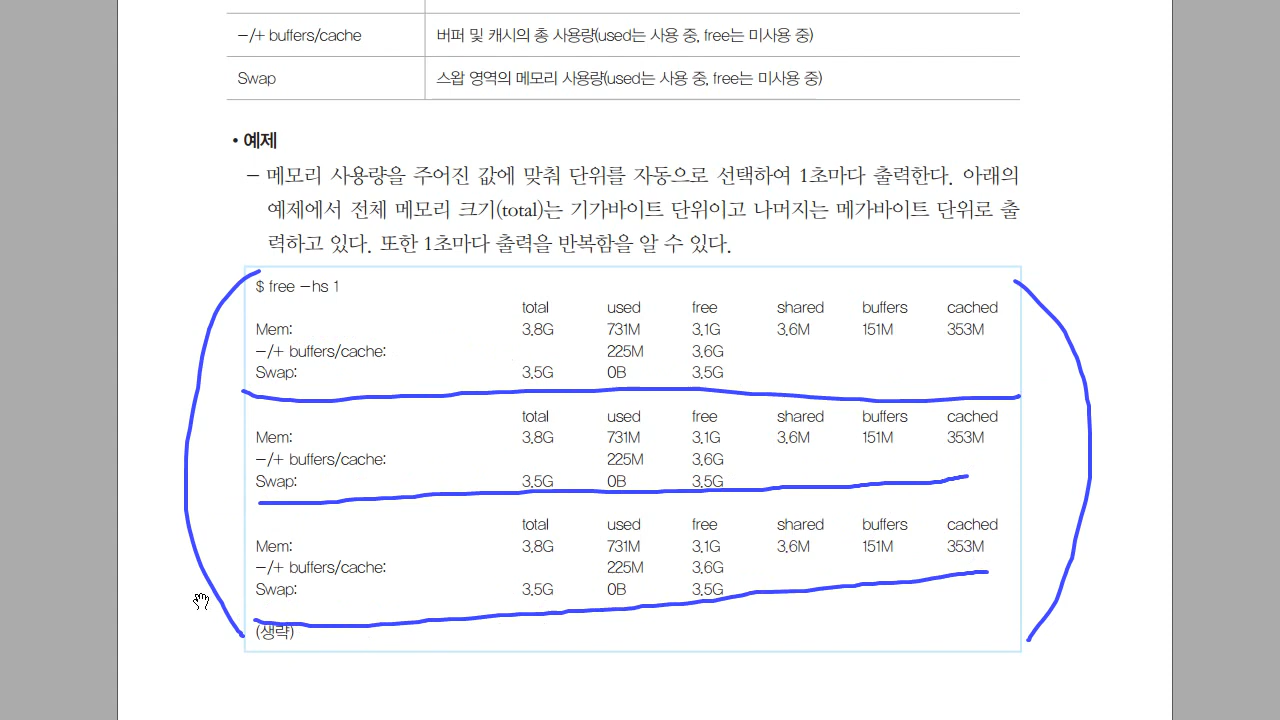 -/+ buffers/cache 버퍼 및 캐시의 총 사용량(used는 사용 중, free는 미사용 중)
Swap 스왑 영역의 메모리 사용량(used는 사용 중, free는 미사용 중)
• 예제
- 메모리 사용량을 주어진 값에 맞춰 단위를 자동으로 선택하여 1초마다 출력한다. 아래의
예제에서 전체 메모리 크기(total)는 기가바이트 단위이고 나머지는 메가바이트 단위로 출
력하고 있다. 또한 1초마다 출력을 반복함을 알 수 있다.
$ free -hs 1
total used free shared buffers cached
Mem: 3.8G 731M 3.1G 3.6M 151M 353M
-/+ buffers/cache: 225M 3.6G
Swap: 3.5G 0B 3.5G
total used free shared buffers cached
Mem: 3.8G 731M 3.1G 3.6M 151M 353M
-/+ buffers/cache: 225M 3.6G
Swap: 3.5G 0B 3.5G
total used free shared buffers cached
Mem: 3.8G 731M 3.1G 3.6M 151M 353M
-/+ buffers/cache: 225M 3.6G
Swap: 3.5G 0B 3.5G
(생략)